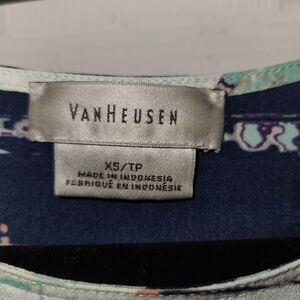 VANHEUSEN
XS/TP
MADE IN INDONESIA
FABRIQUÉ EN INDONÉSIE